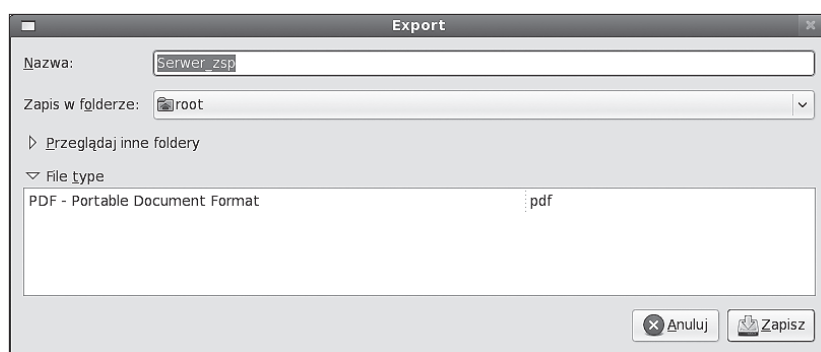 Export
Nazwa: Serwer_zsp
Zapis w folderze: root
Przeglądaj inne foldery
File type
PDF - Portable Document Format pdf
Anuluj Zapisz